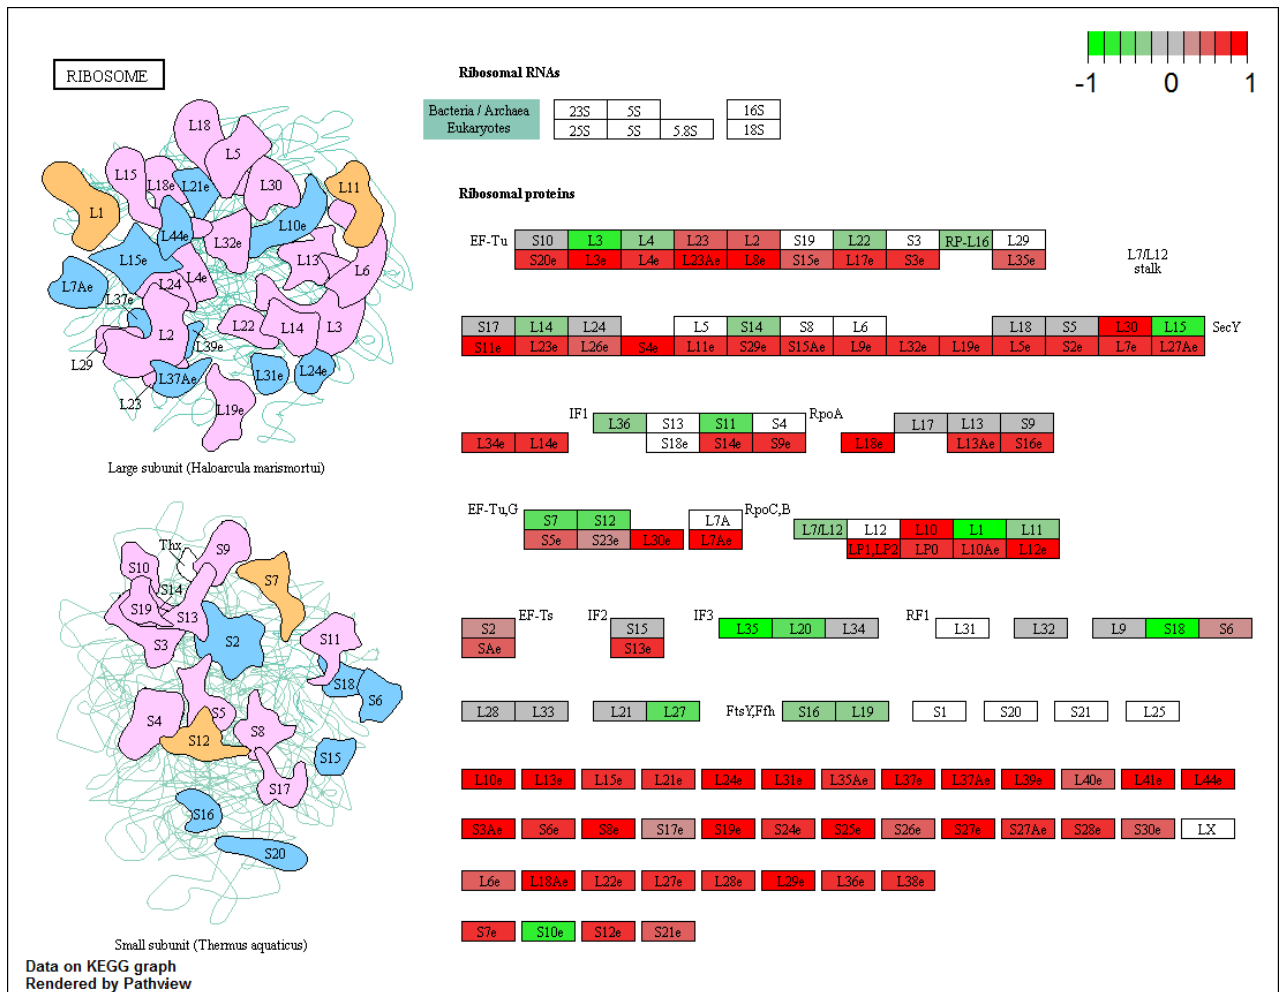 RIBOSOME
-1 0 1
Ribosomal RNAs
Bacteria / Archaea 23S 5S 16S
Eukaryotes 25S 5S 5.8S 18S
Ribosomal proteins
EF-Tu S10 L3 L4 L23 L2 S19 L22 S3 RP-L16 L29
S20e L3e L4e L23Ae L8e S15e L17e S3e L35e
L7/L12
stalk
S17 L14 L24 L5 S14 S8 L6 L18 S5 L30 L15 SecY
S11e L23e L26e S4e L11e S29e S15Ae L9e L32e L19e L5e S2e L7e L27Ae
IF1 L36 S13 S11 S4 RpoA L17 L13 S9
L34e L14e S18e S14e S9e L18e L13Ae S16e
EF-Tu,G S7 S12 L7A RpoC,B L7/L12 L12 L10 L1 L11
S5e S23e L30e L7Ae LP1,LP2 LP0 L10Ae L12e
S2 EF-Ts IF2 S15 IF3 L35 L20 L34 RF1 L31 L32 L9 S18 S6
SAe S13e
L28 L33 L21 L27 FtsY,Ffh S16 L19 S1 S20 S21 L25
L10e L13e L15e L21e L24e L31e L35Ae L37e L37Ae L39e L40e L41e L44e
S3Ae S6e S8e S17e S19e S24e S25e S26e S27e S27Ae S28e S30e LX
L6e L18Ae L22e L27e L28e L29e L36e L38e
S7e S10e S12e S21e
L18
L5
L15
L18e
L21e
L30
L11
L1
L44e
L32e
L10e
L15e
L13
L6
L7Ae
L24
L4e
L37e
L2
L22
L14
L3
L39e
L29
L37Ae
L31e
L24e
L23
L19e
Large subunit (Haloarcula marismortui)
Thx
S9
S10
S14
S7
S19
S13
S3
S2
S11
S18
S6
S4
S5
S12
S8
S15
S17
S16
S20
Small subunit (Thermus aquaticus)
Data on KEGG graph
Rendered by Pathview